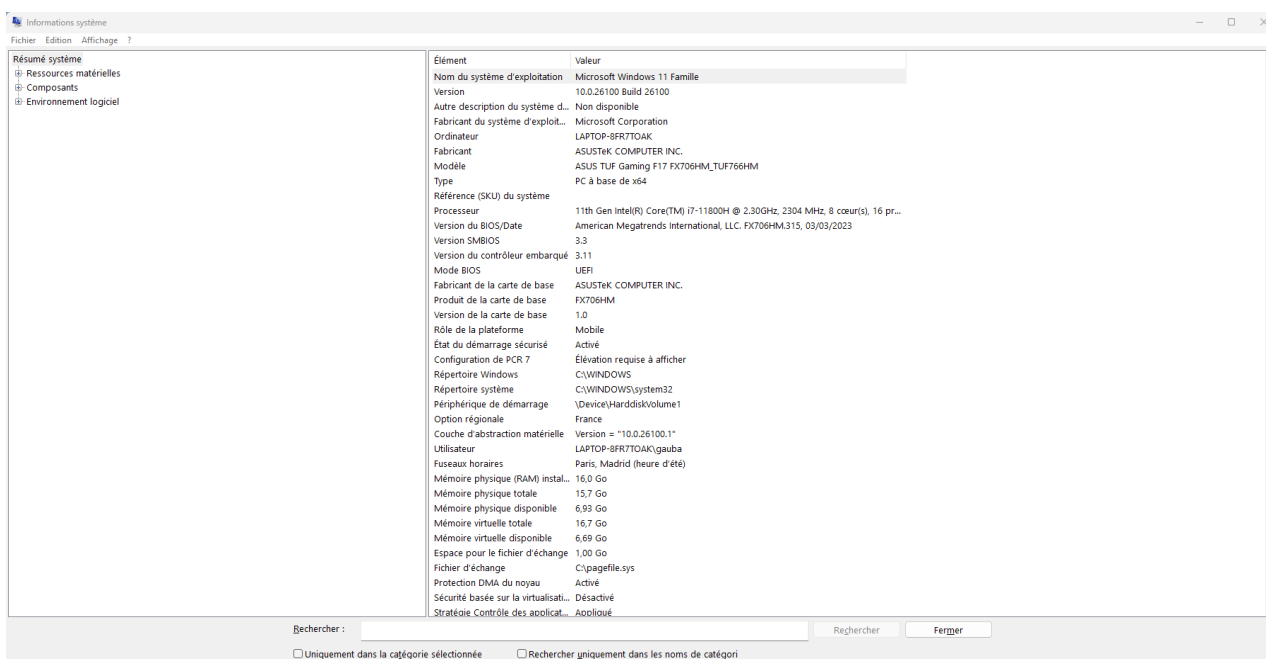 Informations système
Fichier Edition Affichage ?
Résumé système
Ressources matérielles
Composants
Environnement logiciel
Élément Valeur
Nom du système d'exploitation Microsoft Windows 11 Famille
Version 10.0.26100 Build 26100
Autre description du système d... Non disponible
Fabricant du système d'exploit... Microsoft Corporation
Ordinateur LAPTOP-8FR7TOAK
Fabricant ASUSTeK COMPUTER INC.
Modèle ASUS TUF Gaming F17 FX706HM_TUF766HM
Type PC à base de x64
Référence (SKU) du système
Processeur 11th Gen Intel(R) Core(TM) i7-11800H @ 2.30GHz, 2304 MHz, 8 cœur(s), 16 pr...
Version du BIOS/Date American Megatrends International, LLC. FX706HM.315, 03/03/2023
Version SMBIOS 3.3
Version du contrôleur embarqué 3.11
Mode BIOS UEFI
Fabricant de la carte de base ASUSTeK COMPUTER INC.
Produit de la carte de base FX706HM
Version de la carte de base 1.0
Rôle de la plateforme Mobile
État du démarrage sécurisé Activé
Configuration de PCR 7 Élévation requise à afficher
Répertoire Windows C:\WINDOWS
Répertoire système C:\WINDOWS\system32
Périphérique de démarrage \Device\HarddiskVolume1
Option régionale France
Couche d'abstraction matérielle Version = "10.0.26100.1"
Utilisateur LAPTOP-8FR7TOAK\gauba
Fuseaux horaires Paris, Madrid (heure d'été)
Mémoire physique (RAM) instal... 16,0 Go
Mémoire physique totale 15,7 Go
Mémoire physique disponible 6,93 Go
Mémoire virtuelle totale 16,7 Go
Mémoire virtuelle disponible 6,69 Go
Espace pour le fichier d'échange 1,00 Go
Fichier d'échange C:\pagefile.sys
Protection DMA du noyau Activé
Sécurité basée sur la virtualisati... Désactivé
Stratégie Contrôle des applicat... Appliqué
Rechercher : Rechercher Fermer
Uniquement dans la catégorie sélectionnée Rechercher uniquement dans les noms de catégori